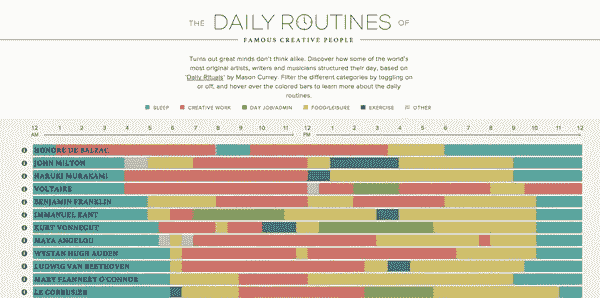 THE DAILY ROUTINES OF
FAMOUS CREATIVE PEOPLE
Turns out great minds don't think alike. Discover how some of the world's
most original artists, writers and musicians structured their day, based on
'Daily Rituals' by Mason Currey. Filter the different categories by toggling on
or off, and hover over the colored bars to learn more about the daily
routines.
SLEEP CREATIVE WORK DAY JOB/ADMIN FOOD/LEISURE EXERCISE OTHER
12 1 2 3 4 5 6 7 8 9 10 11 12 1 2 3 4 5 6 7 8 9 10 11 12
AM PM
HONORÉ DE BALZAC
JOHN MILTON
HARUKI MURAKAMI
VOLTAIRE
BENJAMIN FRANKLIN
IMMANUEL KANT
KURT VONNEGUT
MAYA ANGELOU
WYSTAN HUGH AUDEN
LUDWIG VAN BEETHOVEN
MARY FLANNERY O'CONNOR
LE CORBUSIER